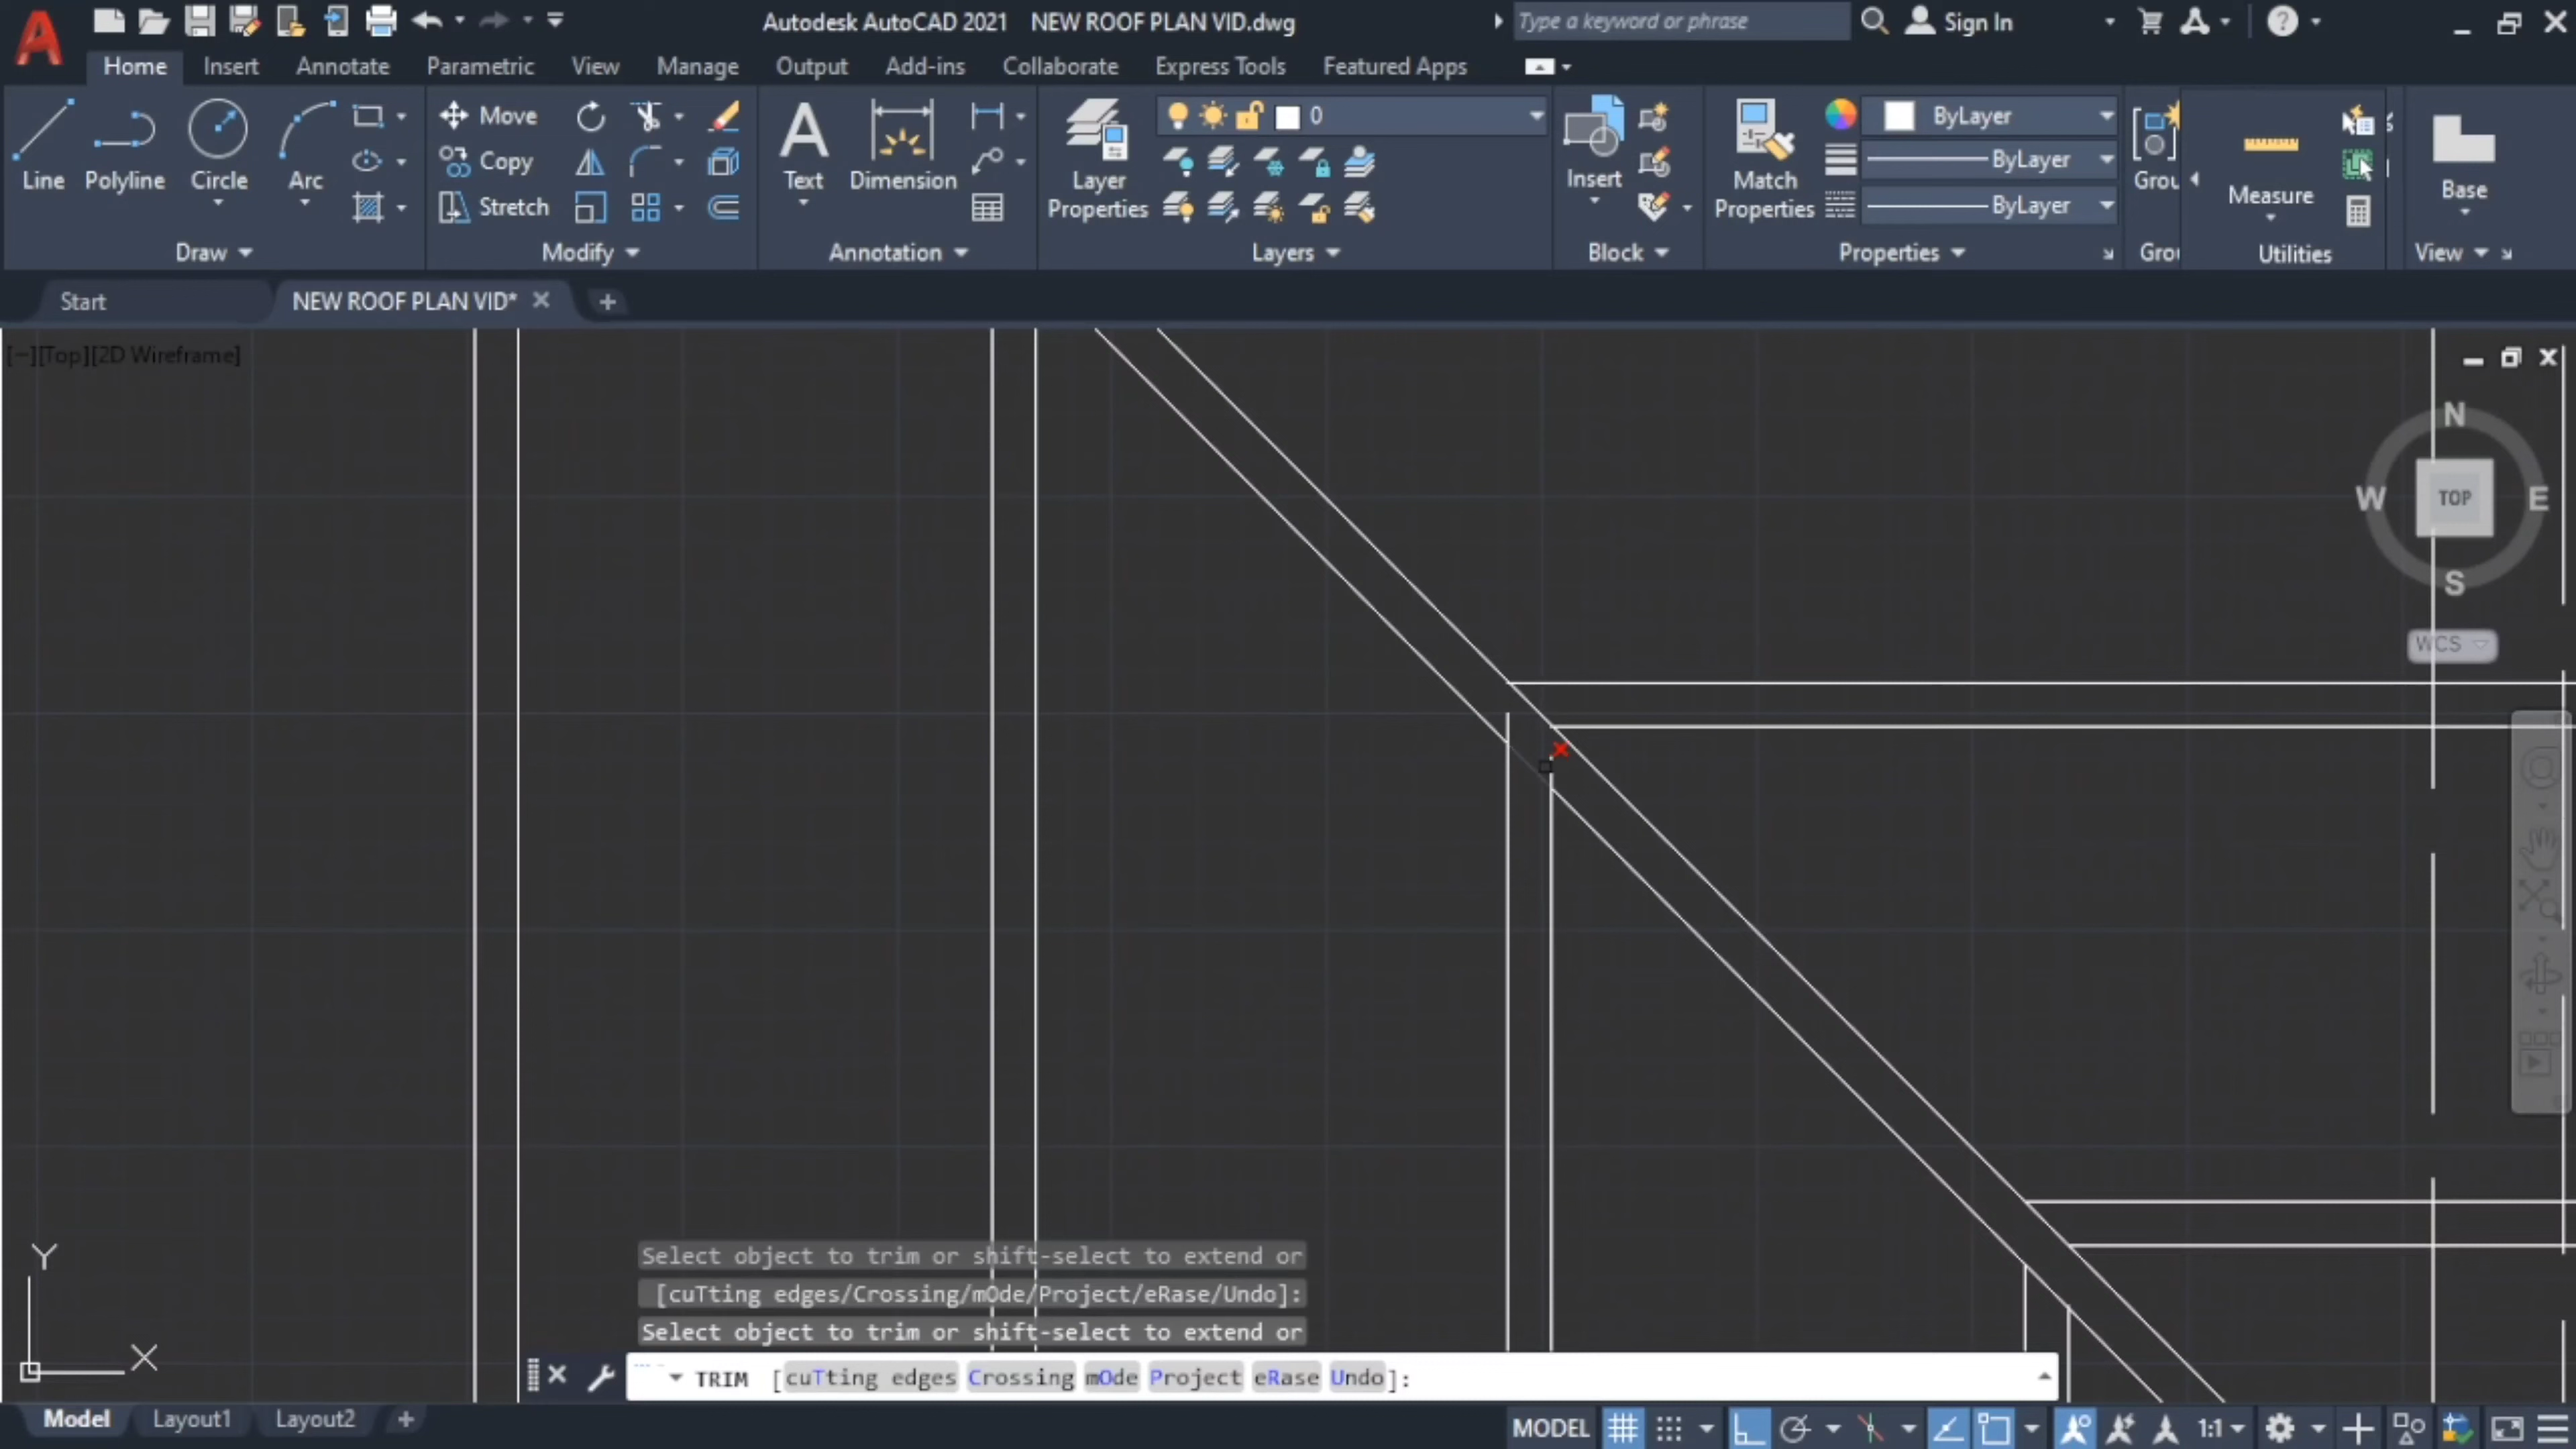 Autodesk AutoCAD 2021 NEW ROOF PLAN VID.dwg
Type a keyword or phrase
Sign In
Home Insert Annotate Parametric View Manage Output Add-ins Collaborate Express Tools Featured Apps
Line Polyline Circle Arc
Move
Copy
Stretch
Text Dimension
Layer Properties
0
Insert
Match Properties
ByLayer
ByLayer
ByLayer
Grou
Measure
Base
Draw Modify Annotation Layers Block Properties Grou Utilities View
Start NEW ROOF PLAN VID*
[−][Top][2D Wireframe]
N
W TOP E
S
WCS
Y
X
Select object to trim or shift-select to extend or
[cuTting edges/Crossing/mOde/Project/eRase/Undo]:
Select object to trim or shift-select to extend or
TRIM [cuTting edges Crossing mOde Project eRase Undo]:
Model Layout1 Layout2
MODEL 1:1